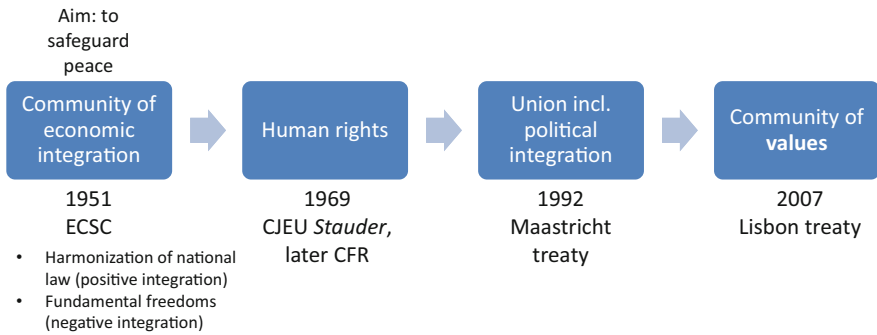 Aim: to
safeguard
peace
Community of
economic
integration
Human rights
Union incl.
political
integration
Community of
values
1951
ECSC
1969
CJEU Stauder,
later CFR
1992
Maastricht
treaty
2007
Lisbon treaty
• Harmonization of national
law (positive integration)
• Fundamental freedoms
(negative integration)